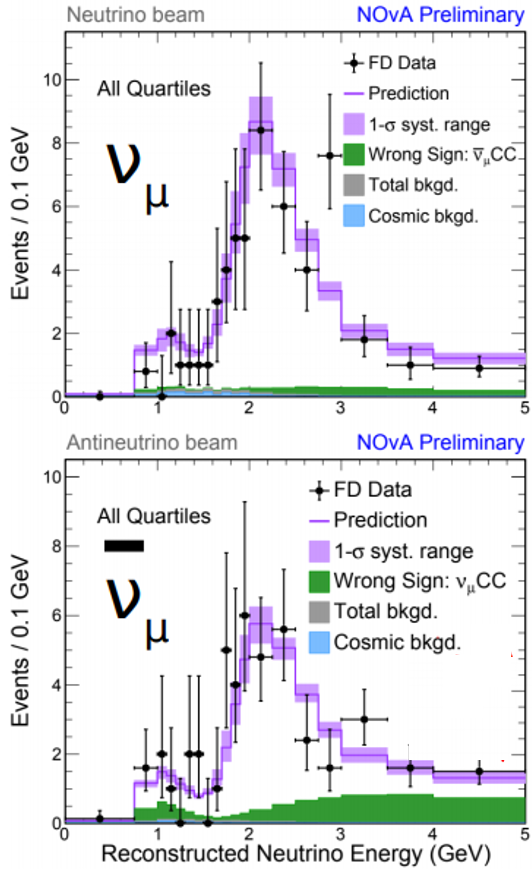 Neutrino beam NOvA Preliminary
All Quartiles
νμ
FD Data
Prediction
1-σ syst. range
Wrong Sign: ν̄μCC
Total bkgd.
Cosmic bkgd.
Events / 0.1 GeV
10
8
6
4
2
0
0 1 2 3 4 5
Antineutrino beam NOvA Preliminary
All Quartiles
ν̄μ
FD Data
Prediction
1-σ syst. range
Wrong Sign: νμCC
Total bkgd.
Cosmic bkgd.
Events / 0.1 GeV
10
8
6
4
2
0
0 1 2 3 4 5
Reconstructed Neutrino Energy (GeV)